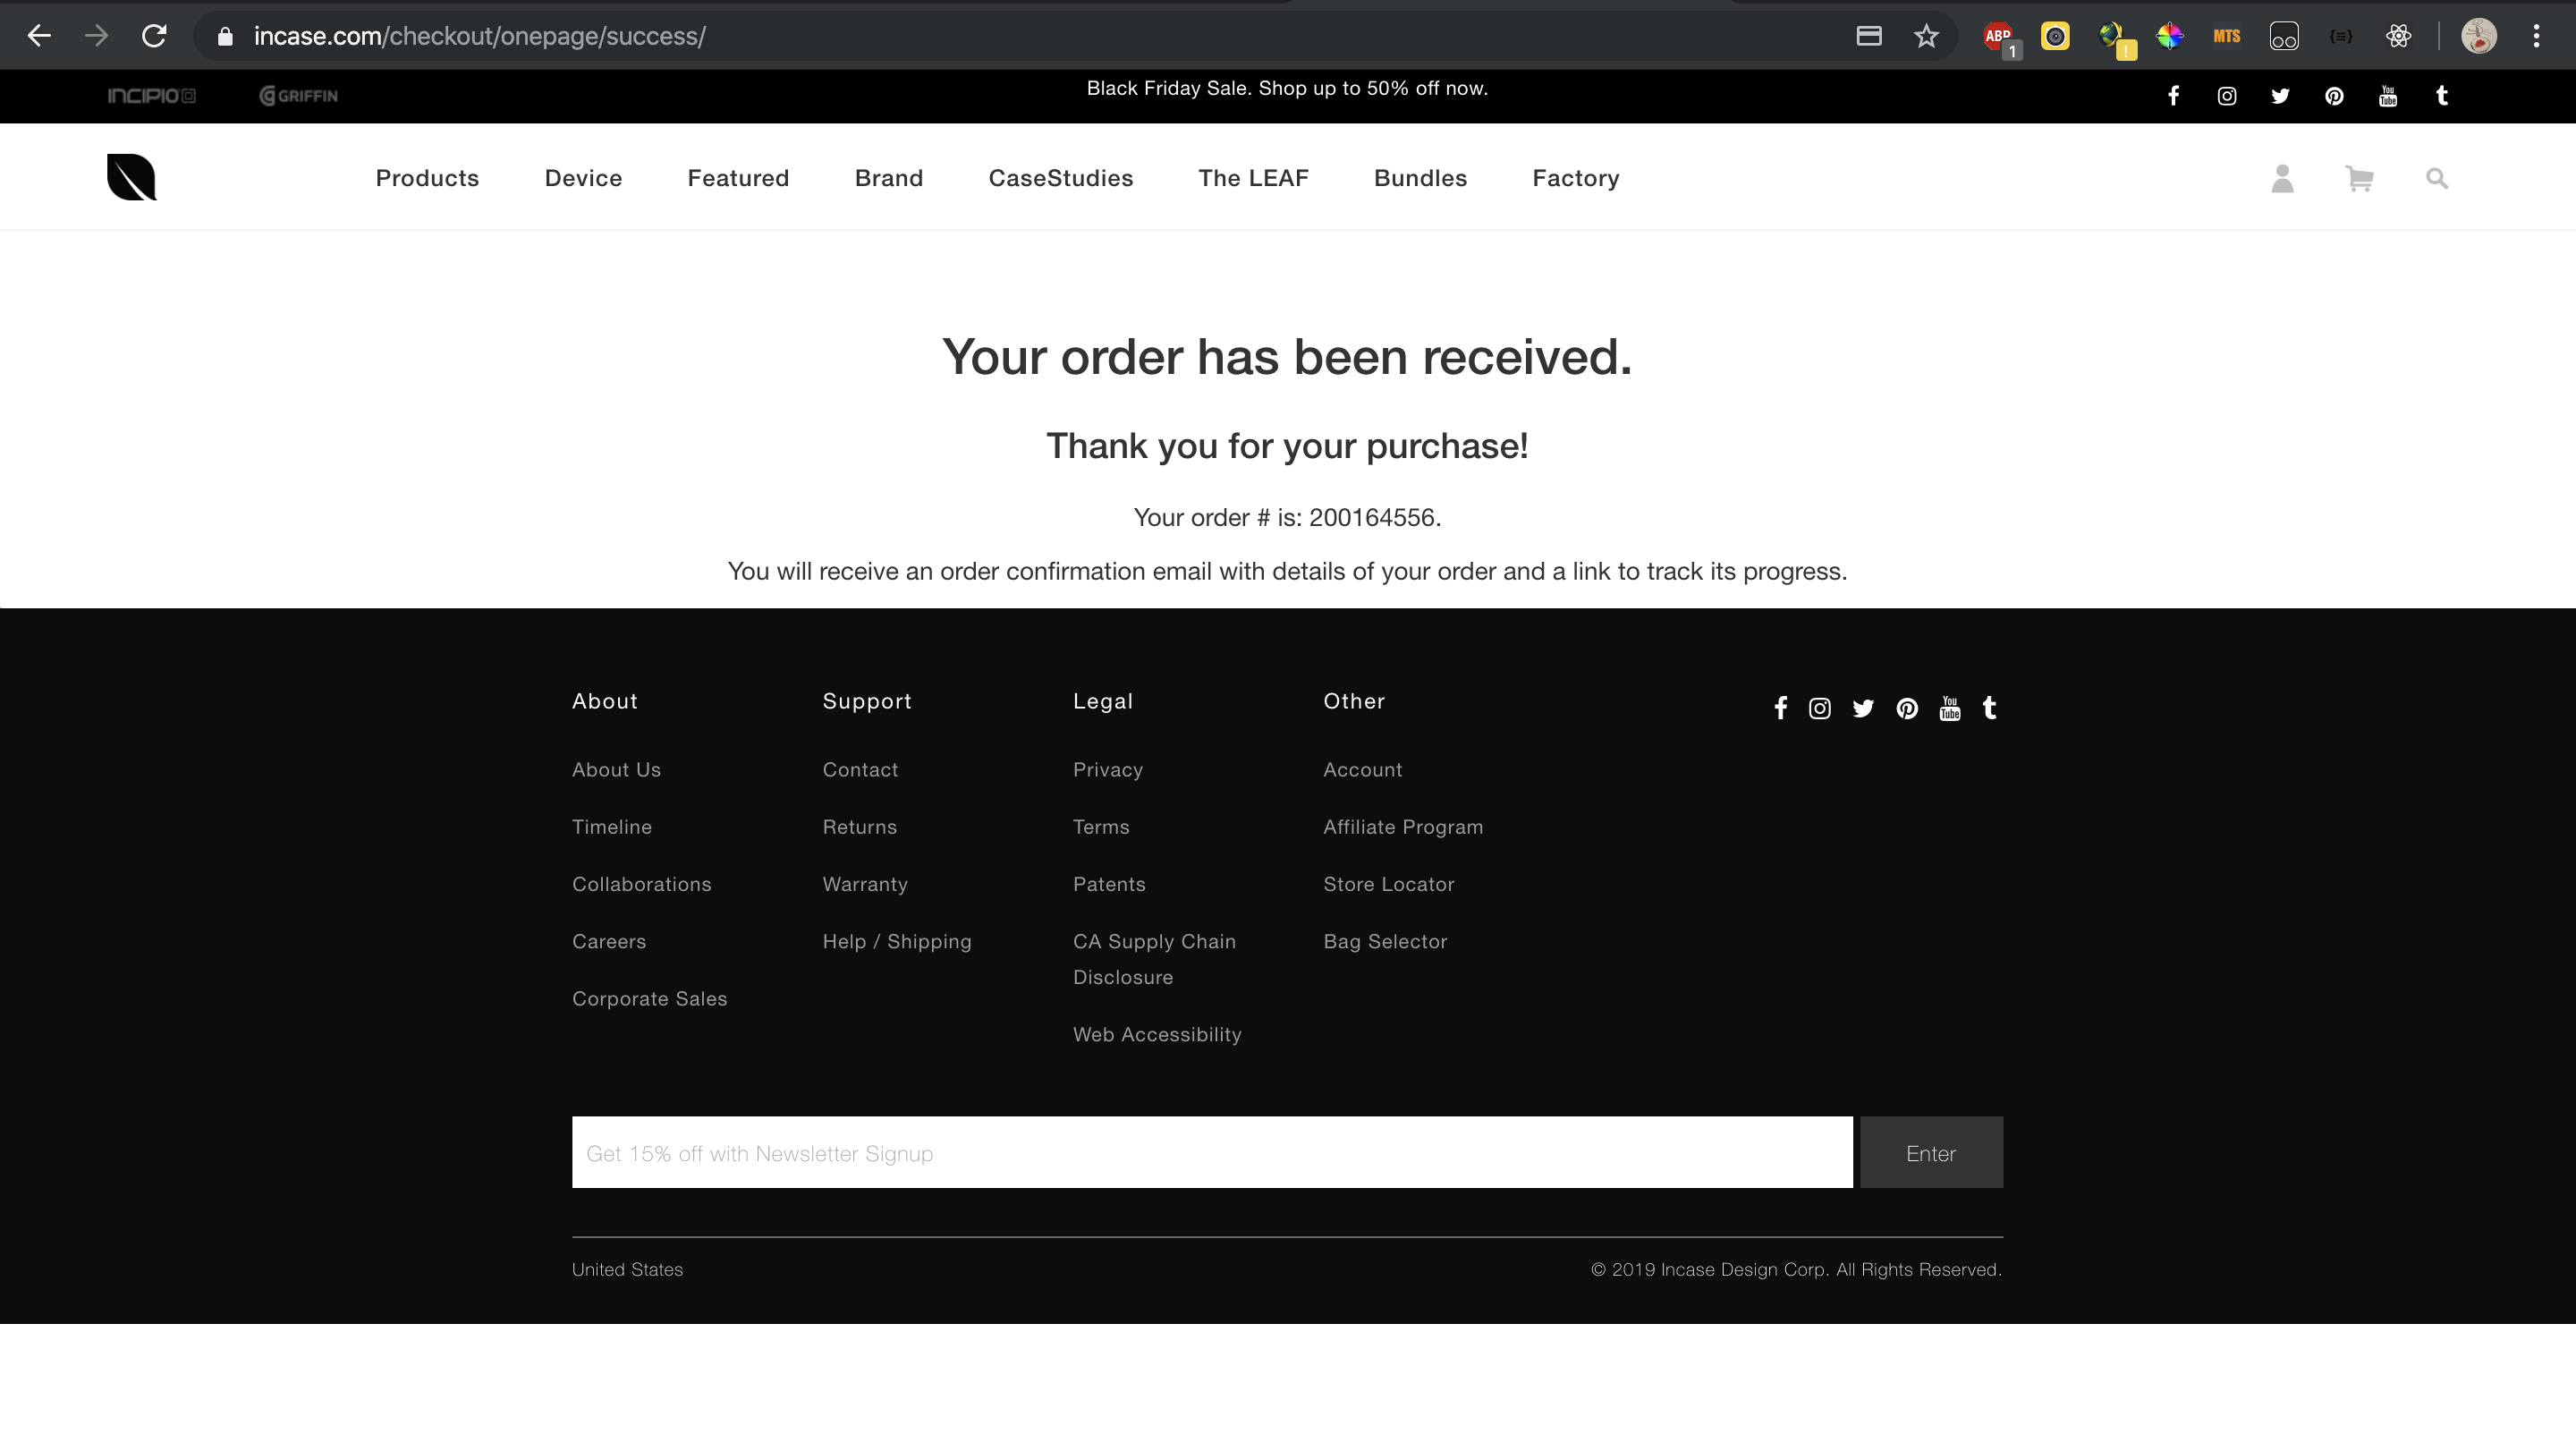 incase.com/checkout/onepage/success/
ABP
1
!
MTS
{≡}
INCIPIO
GRIFFIN
Black Friday Sale. Shop up to 50% off now.
You Tube
Products
Device
Featured
Brand
CaseStudies
The LEAF
Bundles
Factory
Your order has been received.
Thank you for your purchase!
Your order # is: 200164556.
You will receive an order confirmation email with details of your order and a link to track its progress.
About
About Us
Timeline
Collaborations
Careers
Corporate Sales
Support
Contact
Returns
Warranty
Help / Shipping
Legal
Privacy
Terms
Patents
CA Supply Chain
Disclosure
Web Accessibility
Other
Account
Affiliate Program
Store Locator
Bag Selector
You Tube
Get 15% off with Newsletter Signup
Enter
United States
© 2019 Incase Design Corp. All Rights Reserved.